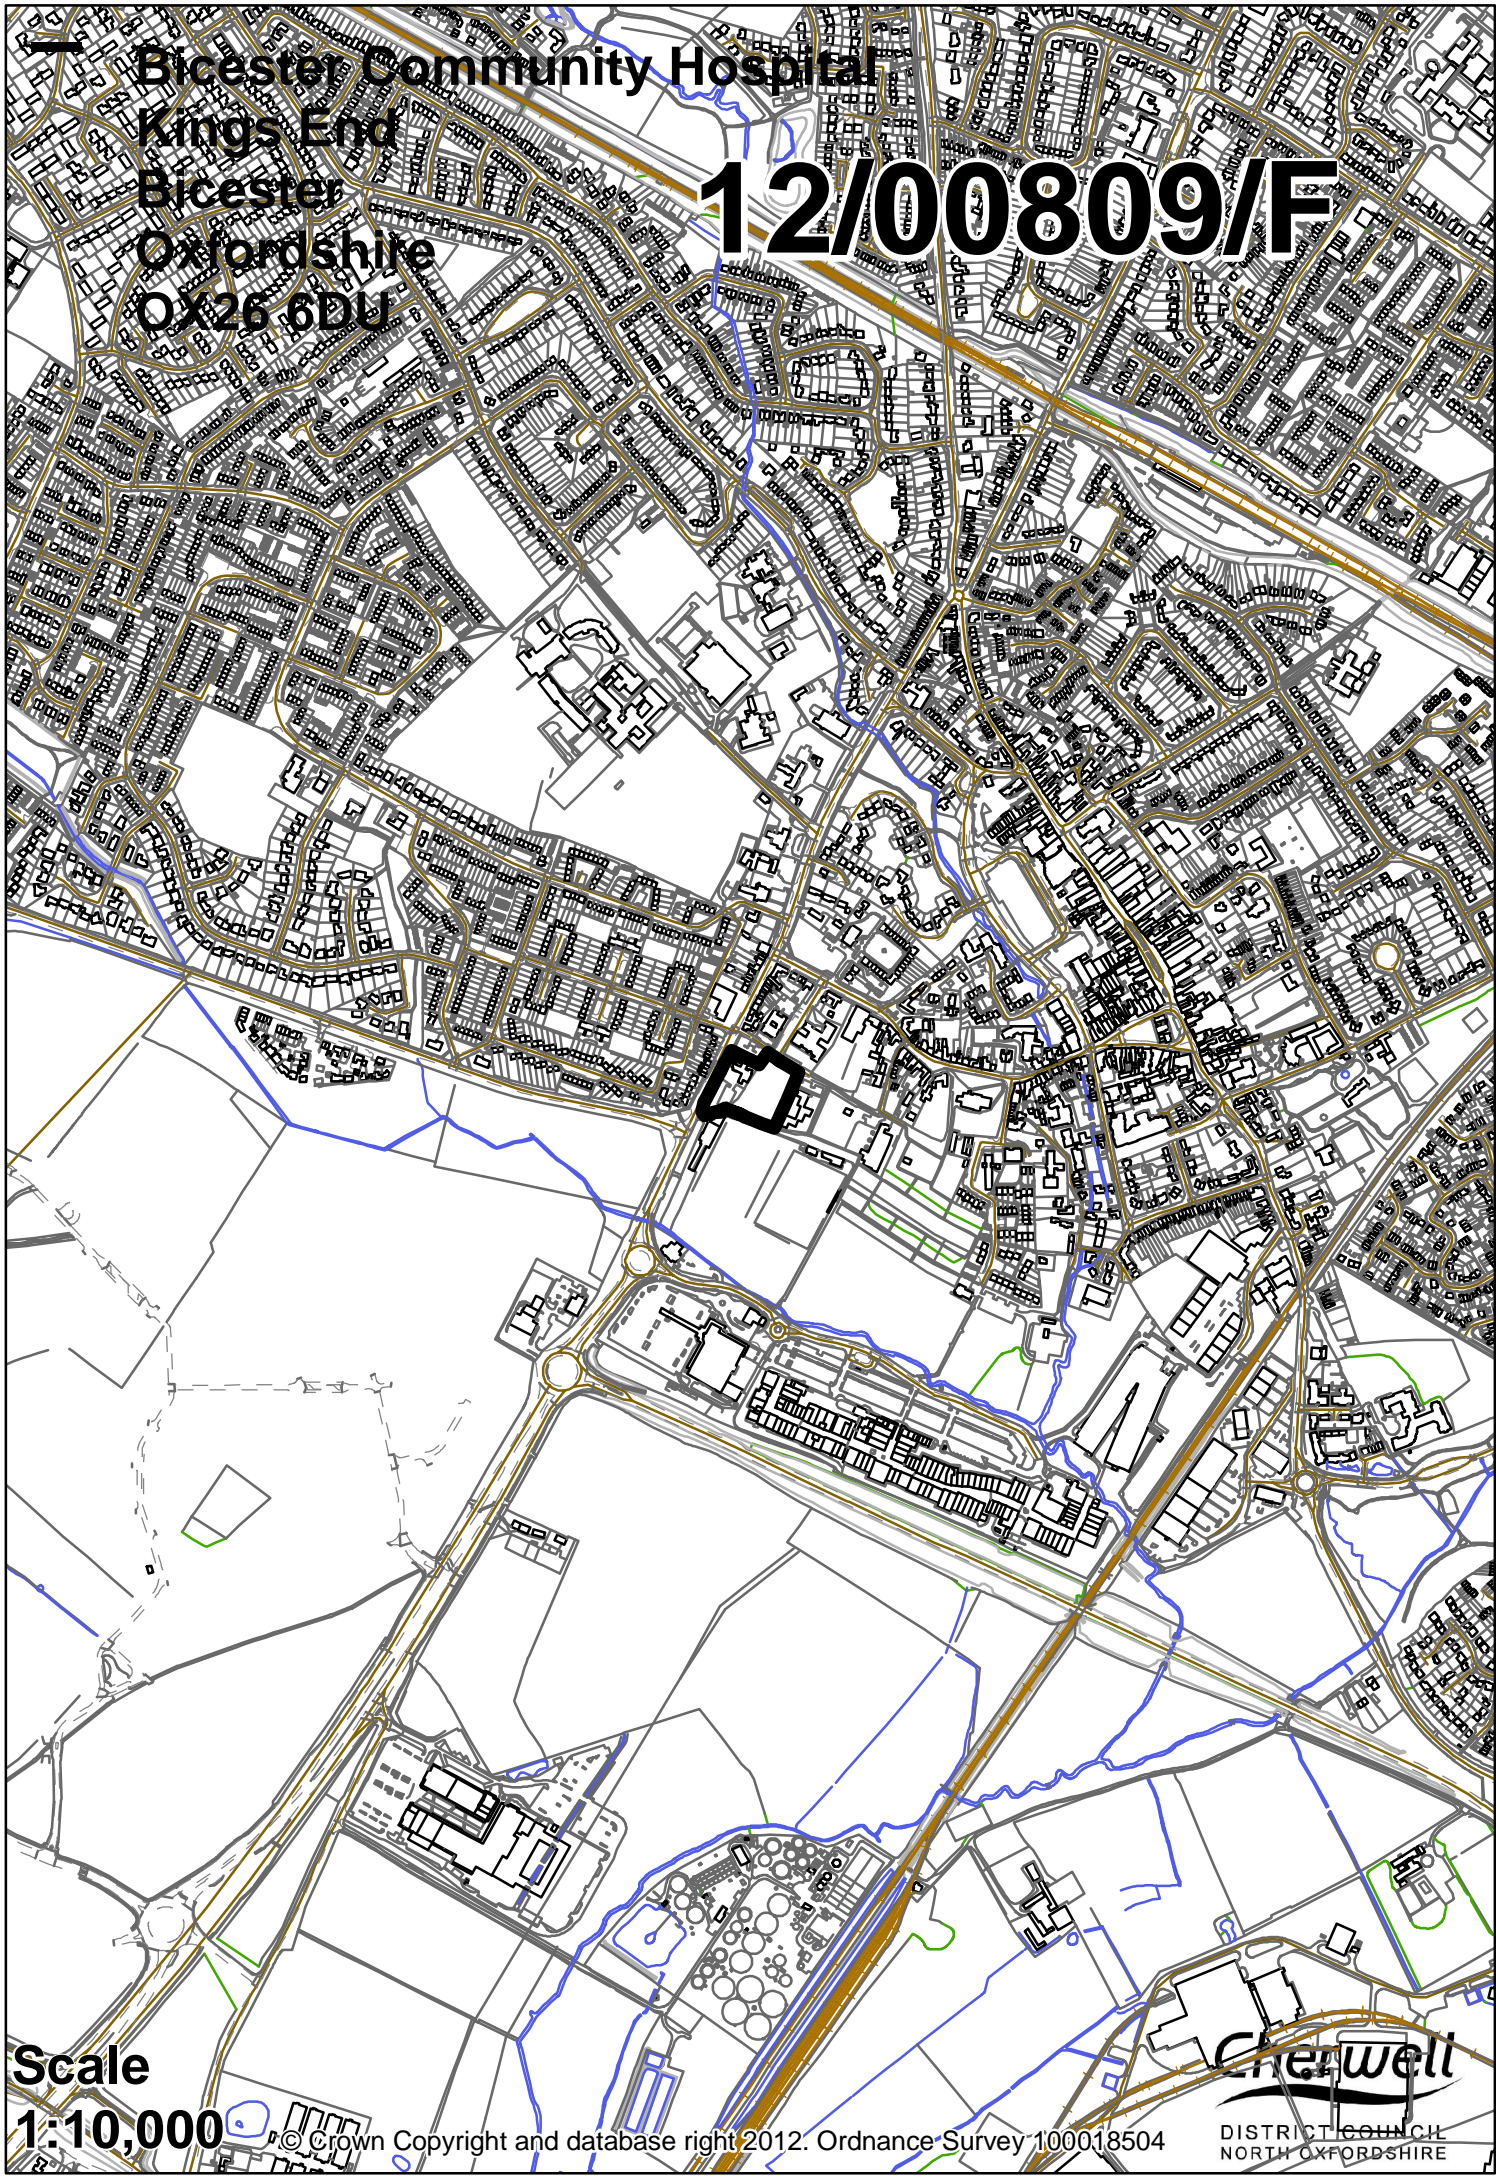 Bicester Community Hospital
Kings End
Bicester
Oxfordshire
OX26 6DU
12/00809/F
Scale
1:10,000
© Crown Copyright and database right 2012. Ordnance Survey 100018504
Cherwell
DISTRICT COUNCIL
NORTH OXFORDSHIRE